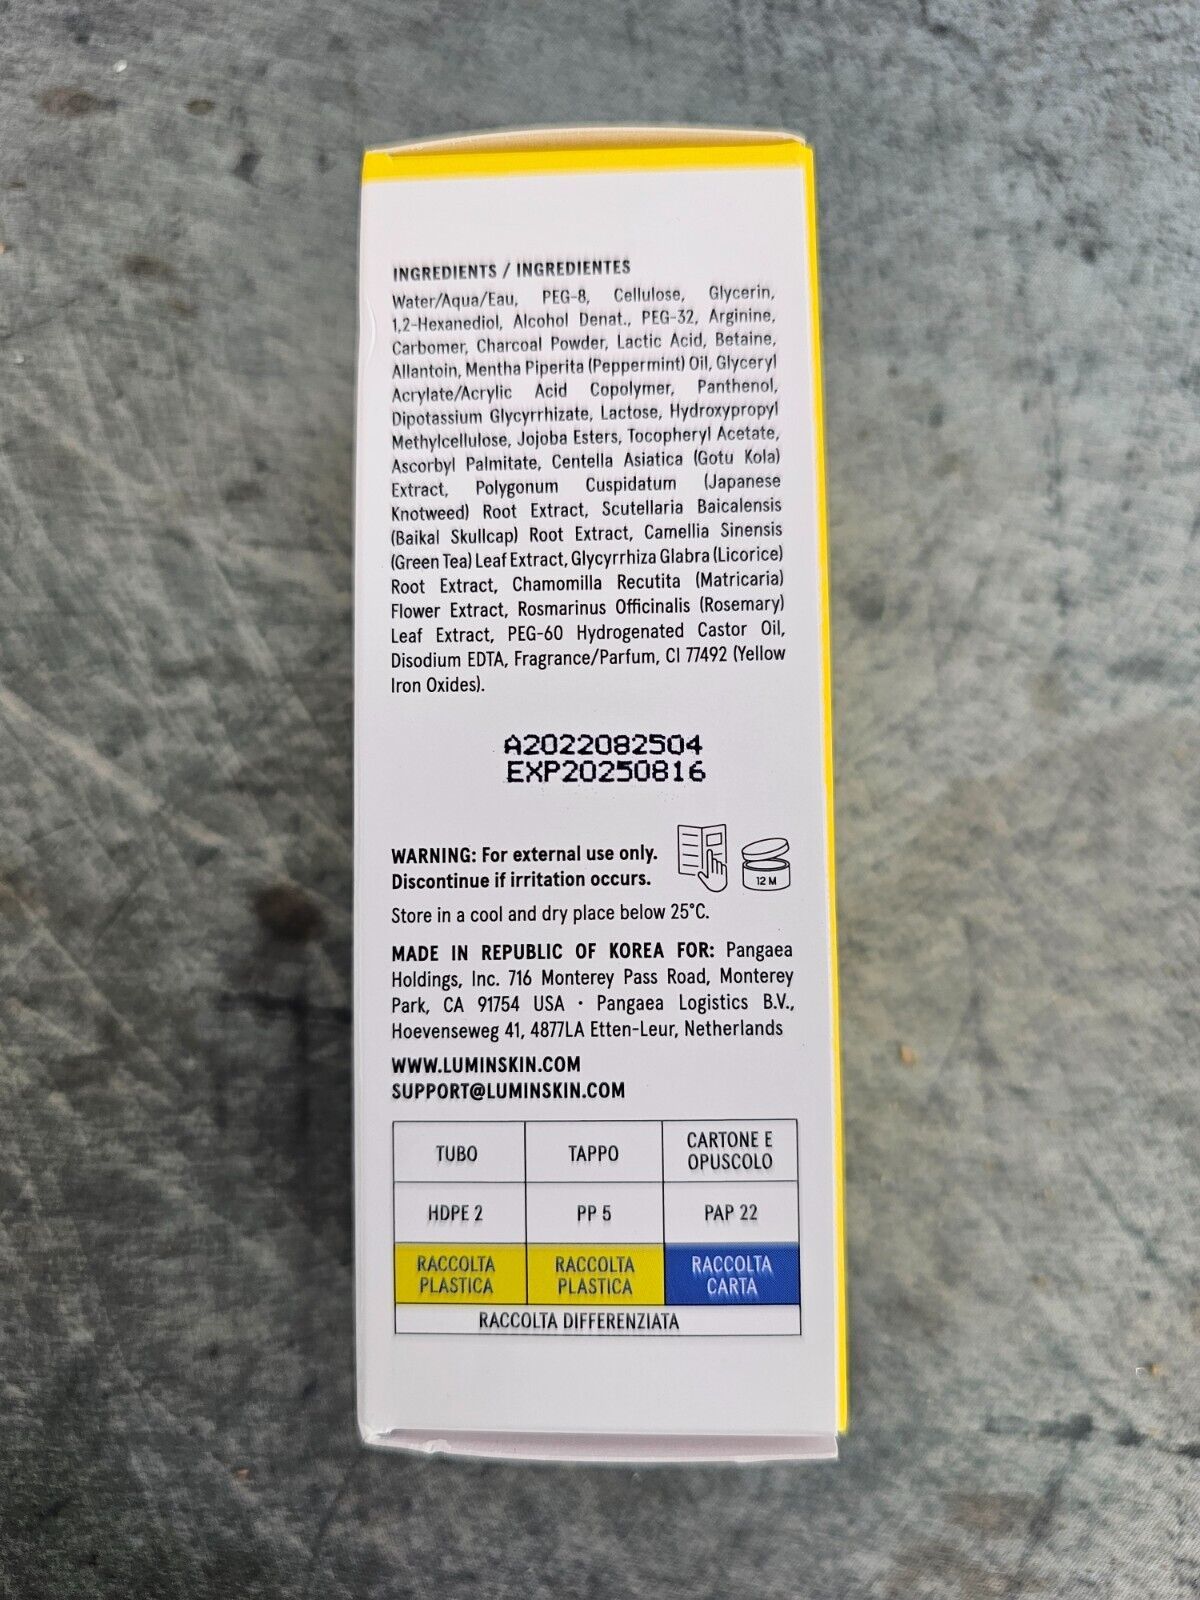 INGREDIENTS / INGREDIENTES
Water/Aqua/Eau, PEG-8, Cellulose, Glycerin,
1,2-Hexanediol, Alcohol Denat., PEG-32, Arginine,
Carbomer, Charcoal Powder, Lactic Acid, Betaine,
Allantoin, Mentha Piperita (Peppermint) Oil, Glyceryl
Acrylate/Acrylic Acid Copolymer, Panthenol,
Dipotassium Glycyrrhizate, Lactose, Hydroxypropyl
Methylcellulose, Jojoba Esters, Tocopheryl Acetate,
Ascorbyl Palmitate, Centella Asiatica (Gotu Kola)
Extract, Polygonum Cuspidatum (Japanese
Knotweed) Root Extract, Scutellaria Baicalensis
(Baikal Skullcap) Root Extract, Camellia Sinensis
(Green Tea) Leaf Extract, Glycyrrhiza Glabra (Licorice)
Root Extract, Chamomilla Recutita (Matricaria)
Flower Extract, Rosmarinus Officinalis (Rosemary)
Leaf Extract, PEG-60 Hydrogenated Castor Oil,
Disodium EDTA, Fragrance/Parfum, CI 77492 (Yellow
Iron Oxides).
A2022082504
EXP20250816
WARNING: For external use only.
Discontinue if irritation occurs.
12 M
Store in a cool and dry place below 25°C.
MADE IN REPUBLIC OF KOREA FOR: Pangaea
Holdings, Inc. 716 Monterey Pass Road, Monterey
Park, CA 91754 USA · Pangaea Logistics B.V.,
Hoevenseweg 41, 4877LA Etten-Leur, Netherlands
WWW.LUMINSKIN.COM
SUPPORT@LUMINSKIN.COM
TUBO TAPPO CARTONE E
OPUSCOLO
HDPE 2 PP 5 PAP 22
RACCOLTA RACCOLTA RACCOLTA
PLASTICA PLASTICA CARTA
RACCOLTA DIFFERENZIATA